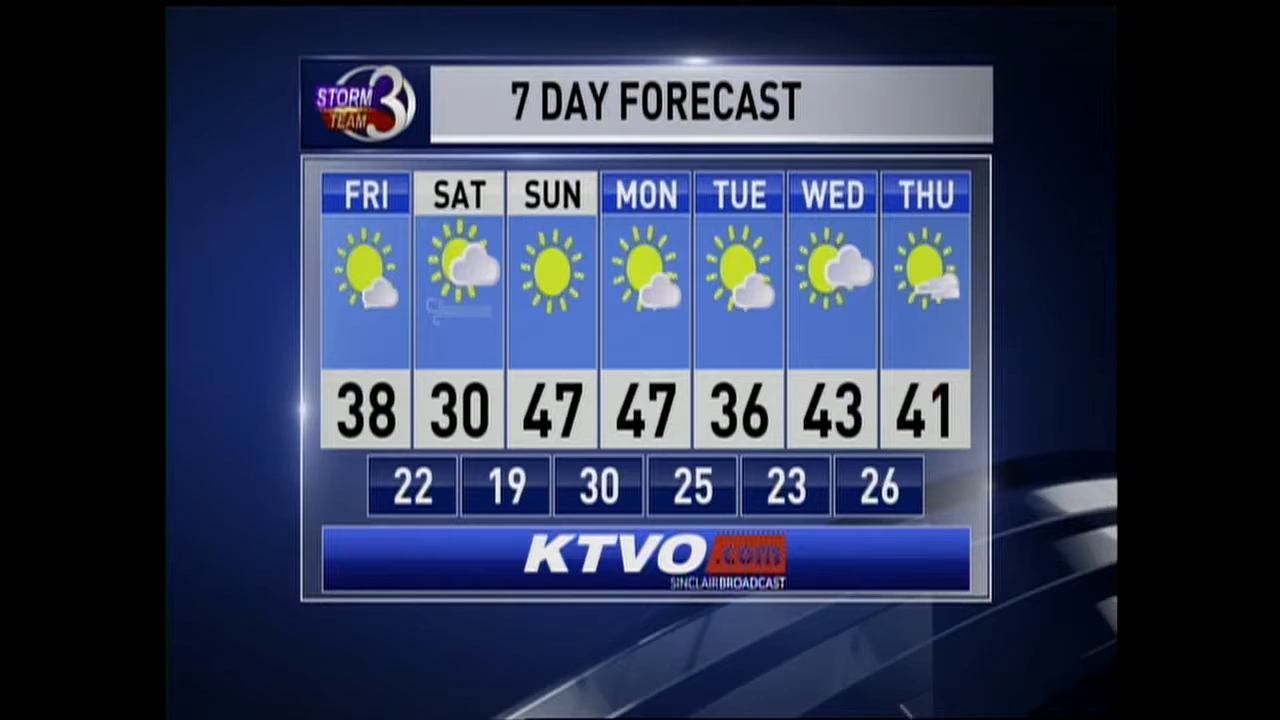 STORM TEAM 3
7 DAY FORECAST
FRI SAT SUN MON TUE WED THU
38 30 47 47 36 43 41
22 19 30 25 23 26
KTVO.com
SINCLAIRBROADCAST